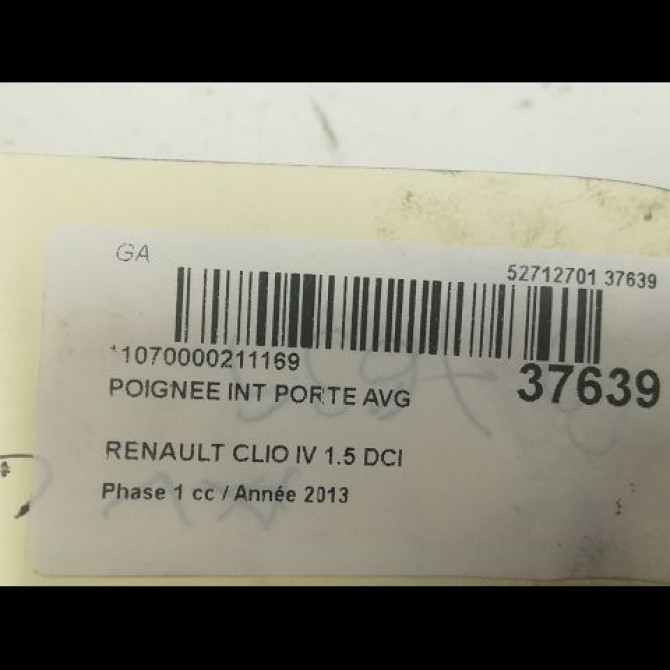 GA
52712701 37639
*1070000211169
37639
POIGNEE INT PORTE AVG
RENAULT CLIO IV 1.5 DCI
Phase 1 cc / Année 2013